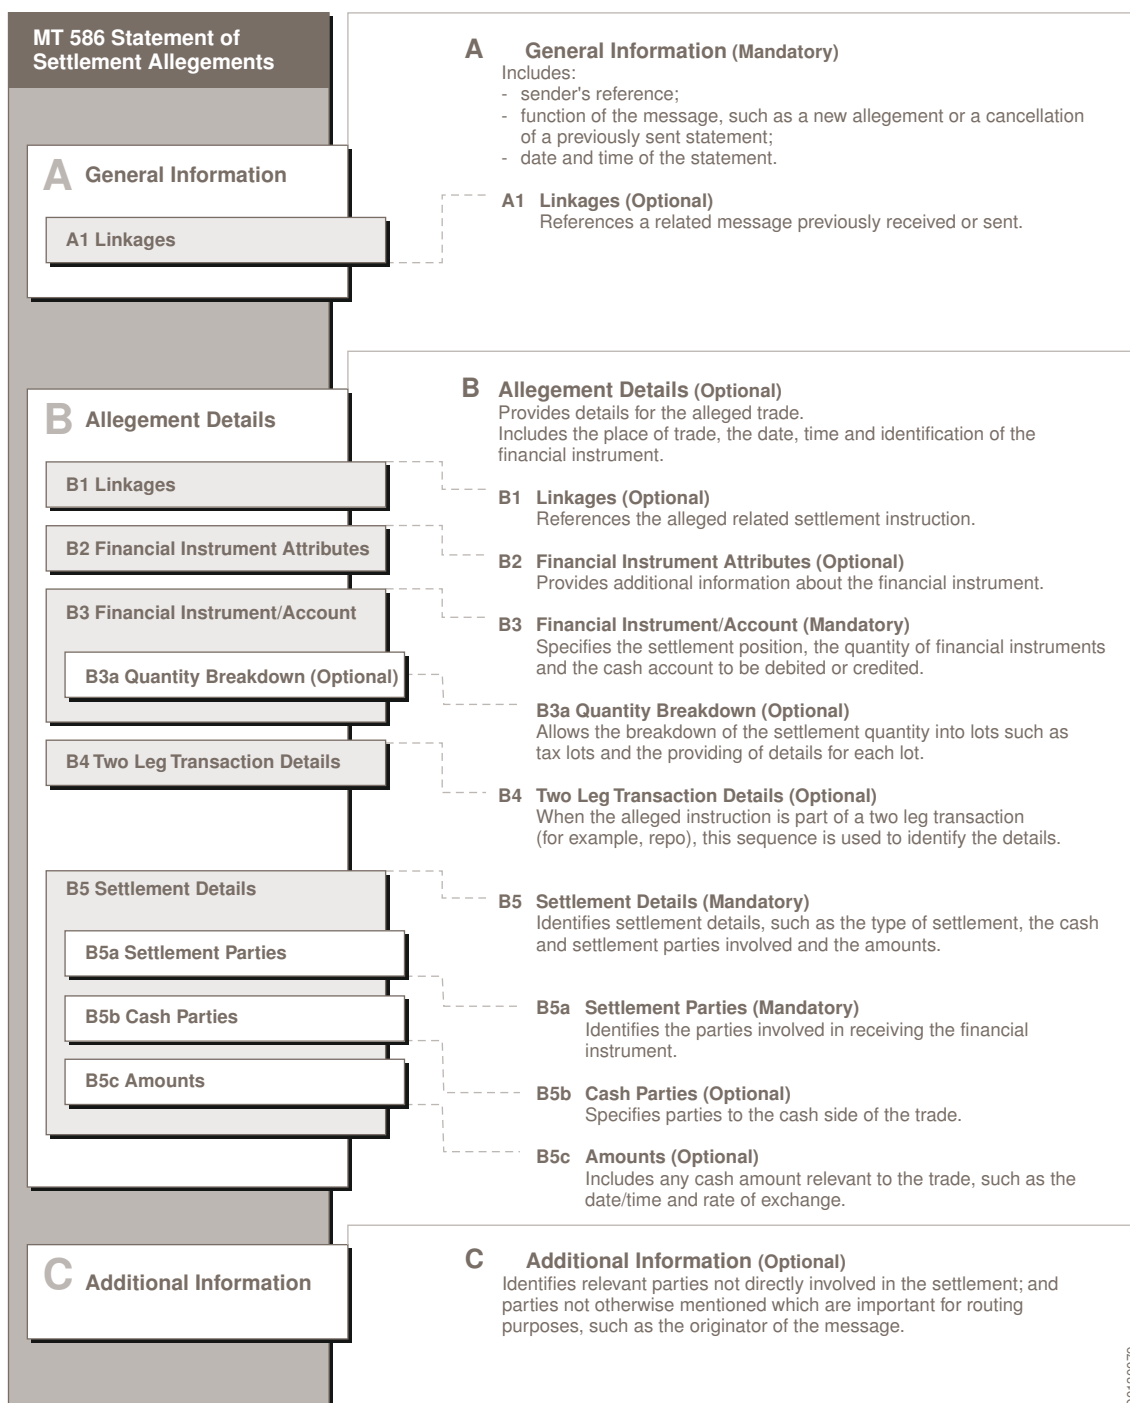 MT 586 Statement of
Settlement Allegements
A General Information
A1 Linkages
A General Information (Mandatory)
Includes:
- sender's reference;
- function of the message, such as a new allegement or a cancellation
of a previously sent statement;
- date and time of the statement.
A1 Linkages (Optional)
References a related message previously received or sent.
B Allegement Details
B1 Linkages
B2 Financial Instrument Attributes
B3 Financial Instrument/Account
B3a Quantity Breakdown (Optional)
B4 Two Leg Transaction Details
B5 Settlement Details
B5a Settlement Parties
B5b Cash Parties
B5c Amounts
B Allegement Details (Optional)
Provides details for the alleged trade.
Includes the place of trade, the date, time and identification of the
financial instrument.
B1 Linkages (Optional)
References the alleged related settlement instruction.
B2 Financial Instrument Attributes (Optional)
Provides additional information about the financial instrument.
B3 Financial Instrument/Account (Mandatory)
Specifies the settlement position, the quantity of financial instruments
and the cash account to be debited or credited.
B3a Quantity Breakdown (Optional)
Allows the breakdown of the settlement quantity into lots such as
tax lots and the providing of details for each lot.
B4 Two Leg Transaction Details (Optional)
When the alleged instruction is part of a two leg transaction
(for example, repo), this sequence is used to identify the details.
B5 Settlement Details (Mandatory)
Identifies settlement details, such as the type of settlement, the cash
and settlement parties involved and the amounts.
B5a Settlement Parties (Mandatory)
Identifies the parties involved in receiving the financial
instrument.
B5b Cash Parties (Optional)
Specifies parties to the cash side of the trade.
B5c Amounts (Optional)
Includes any cash amount relevant to the trade, such as the
date/time and rate of exchange.
C Additional Information
C Additional Information (Optional)
Identifies relevant parties not directly involved in the settlement; and
parties not otherwise mentioned which are important for routing
purposes, such as the originator of the message.